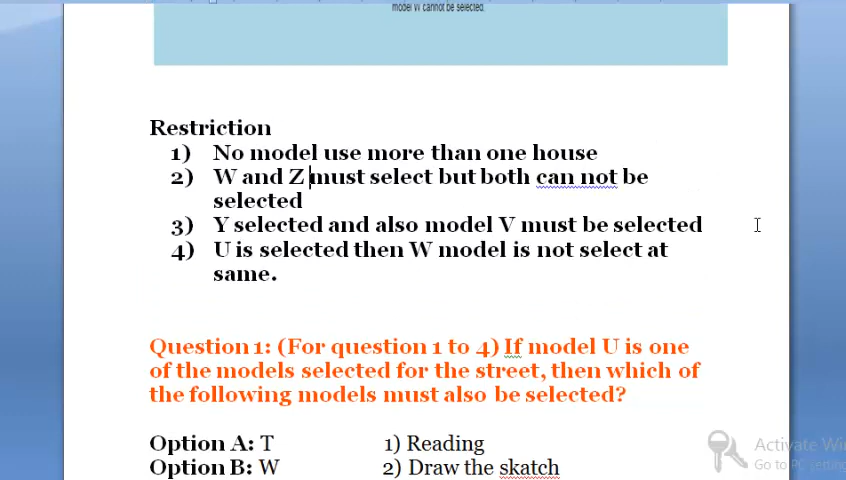 model W cannot be selected.
Restriction
1) No model use more than one house
2) W and Z must select but both can not be
selected
3) Y selected and also model V must be selected
4) U is selected then W model is not select at
same.
Question 1: (For question 1 to 4) If model U is one
of the models selected for the street, then which of
the following models must also be selected?
Option A: T 1) Reading
Option B: W 2) Draw the skatch
Activate Win
Go to PC setting